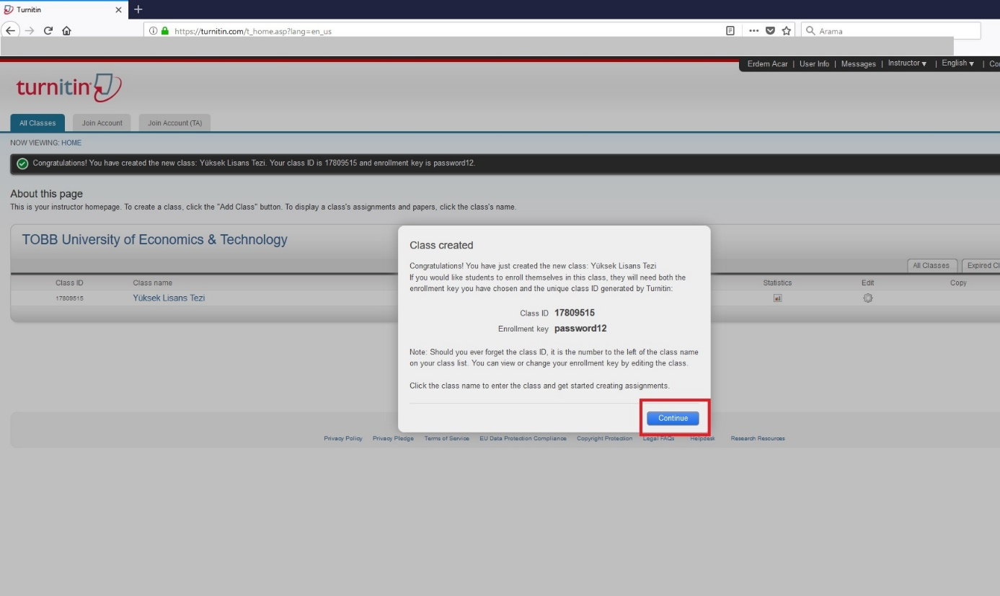 Turnitin
https://turnitin.com/t_home.asp?lang=en_us
Arama
Erdem Acar | User Info | Messages | Instructor ▼ | English ▼ |
turnitin
All Classes Join Account Join Account (TA)
NOW VIEWING: HOME
Congratulations! You have created the new class: Yüksek Lisans Tezi. Your class ID is 17809515 and enrollment key is password12.
About this page
This is your instructor homepage. To create a class, click the "Add Class" button. To display a class's assignments and papers, click the class's name.
TOBB University of Economics & Technology
All Classes Expired Cl
Class ID Class name Statistics Edit Copy
17809515 Yüksek Lisans Tezi
Class created
Congratulations! You have just created the new class: Yüksek Lisans Tezi
If you would like students to enroll themselves in this class, they will need both the
enrollment key you have chosen and the unique class ID generated by Turnitin:
Class ID 17809515
Enrollment key password12
Note: Should you ever forget the class ID, it is the number to the left of the class name
on your class list. You can view or change your enrollment key by editing the class.
Click the class name to enter the class and get started creating assignments.
Continue
Privacy Policy Privacy Pledge Terms of Service EU Data Protection Compliance Copyright Protection Legal FAQs Helpdesk Research Resources